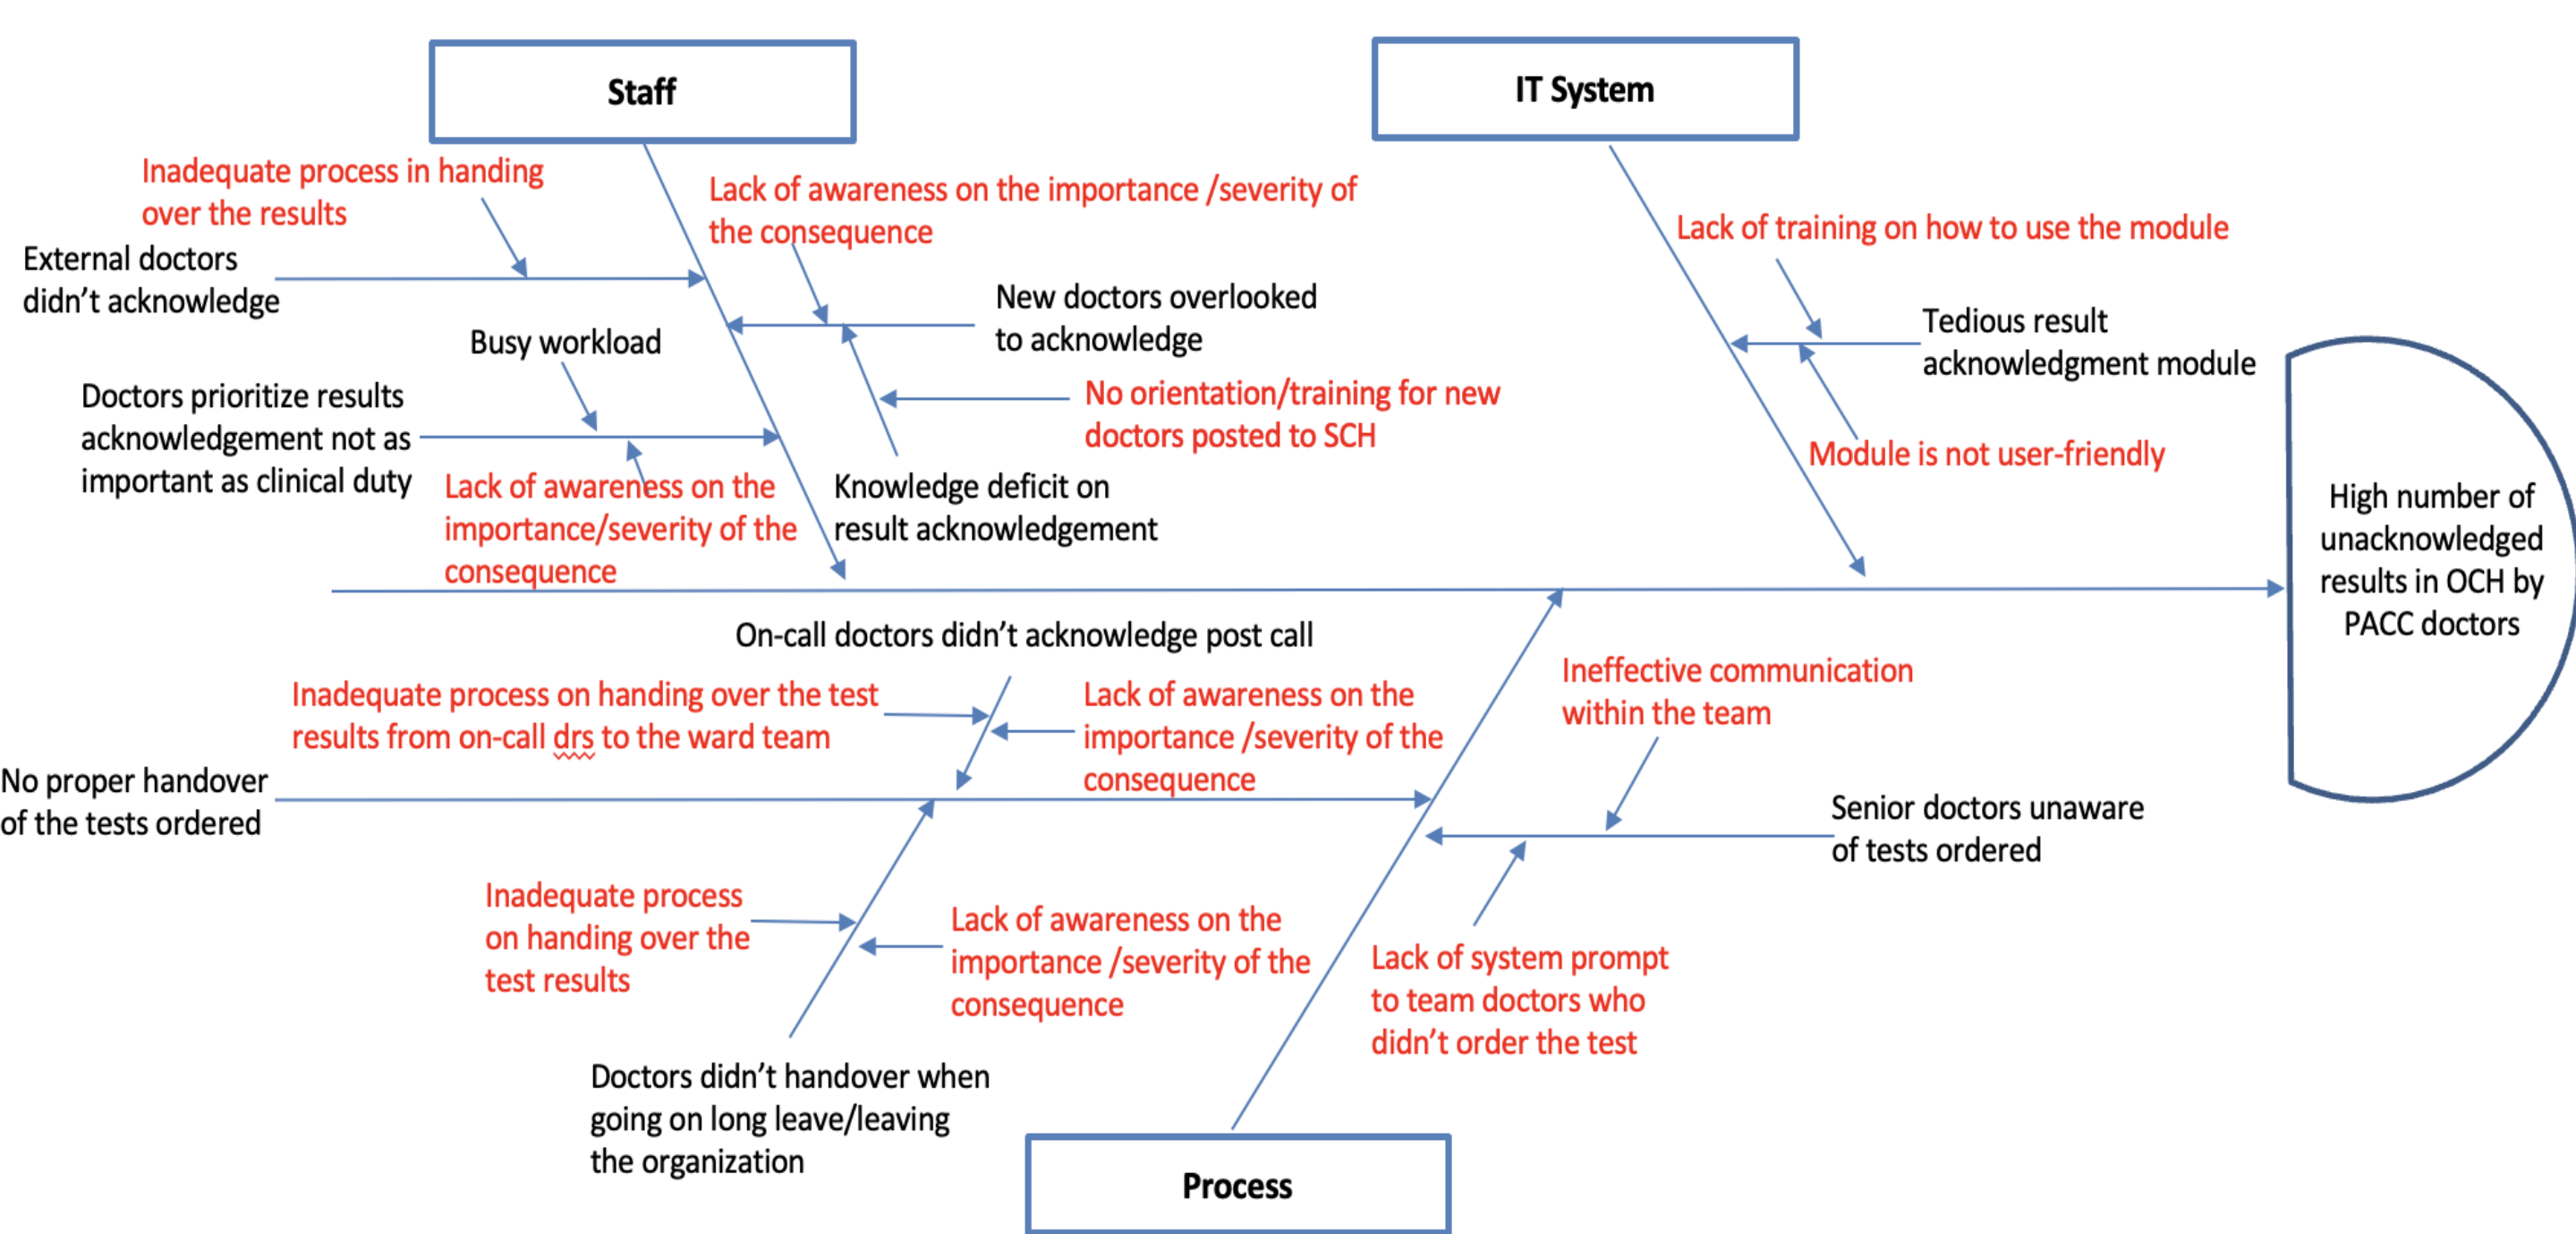 Staff
IT System
Inadequate process in handing
over the results
Lack of awareness on the importance /severity of
the consequence
Lack of training on how to use the module
External doctors
didn't acknowledge
New doctors overlooked
to acknowledge
Tedious result
acknowledgment module
Busy workload
Doctors prioritize results
acknowledgement not as
important as clinical duty
No orientation/training for new
doctors posted to SCH
Module is not user-friendly
Lack of awareness on the
importance/severity of the
consequence
Knowledge deficit on
result acknowledgement
High number of
unacknowledged
results in OCH by
PACC doctors
On-call doctors didn't acknowledge post call
Inadequate process on handing over the test
results from on-call drs to the ward team
Lack of awareness on the
importance /severity of the
consequence
Ineffective communication
within the team
No proper handover
of the tests ordered
Senior doctors unaware
of tests ordered
Inadequate process
on handing over the
test results
Lack of awareness on the
importance /severity of the
consequence
Lack of system prompt
to team doctors who
didn't order the test
Doctors didn't handover when
going on long leave/leaving
the organization
Process